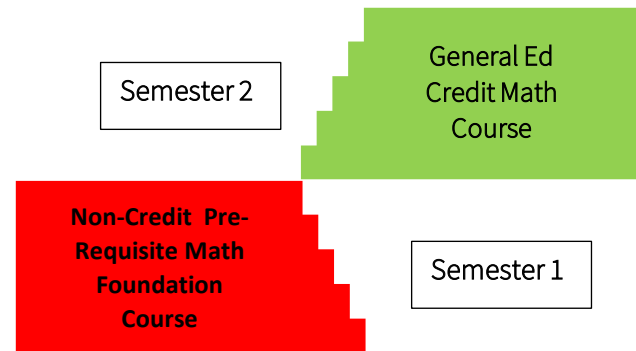 General Ed
Credit Math
Course
Semester 2
Non-Credit Pre-
Requisite Math
Foundation
Course
Semester 1